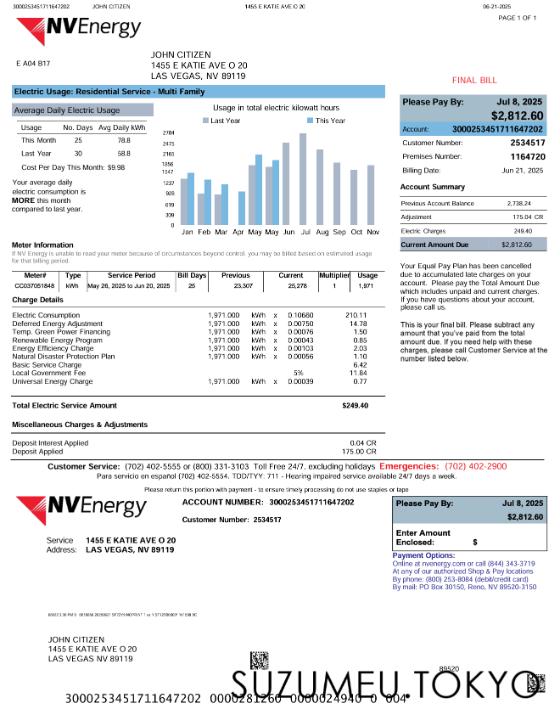 3000253451711647202 JOHN CITIZEN 1455 E KATIE AVE O 20 06-21-2025
PAGE 1 OF 1
NVEnergy
E A04 B17
JOHN CITIZEN
1455 E KATIE AVE O 20
LAS VEGAS, NV 89119
FINAL BILL
Electric Usage: Residential Service - Multi Family
Average Daily Electric Usage
Usage No. Days Avg Daily kWh
This Month 25 78.8
Last Year 30 58.8
Cost Per Day This Month: $9.98
Your average daily
electric consumption is
MORE this month
compared to last year.
Usage in total electric kilowatt hours
Last Year This Year
2784
2475
2165
1856
1547
1237
928
619
309
0
Jan Feb Mar Apr May Jun Jul Aug Sep Oct Nov
Please Pay By: Jul 8, 2025
$2,812.60
Account: 3000253451711647202
Customer Number: 2534517
Premises Number: 1164720
Billing Date: Jun 21, 2025
Account Summary
Previous Account Balance 2,738.24
Adjustment 175.04 CR
Electric Charges 249.40
Current Amount Due $2,812.60
Your Equal Pay Plan has been cancelled
due to accumulated late charges on your
account. Please pay the Total Amount Due
which includes unpaid and current charges.
If you have questions about your account,
please call us.
This is your final bill. Please subtract any
amount that you've paid from the total
amount due. If you need help with these
charges, please call Customer Service at the
number listed below.
Meter Information
If NV Energy is unable to read your meter because of circumstances beyond control, you may be billed based on estimated usage
for that billing period.
Meter# Type Service Period Bill Days Previous Current Multiplier Usage
CC037051848 kWh May 26, 2025 to Jun 20, 2025 25 23,307 25,278 1 1,971
Charge Details
Electric Consumption 1,971.000 kWh x 0.10660 210.11
Deferred Energy Adjustment 1,971.000 kWh x 0.00750 14.78
Temp. Green Power Financing 1,971.000 kWh x 0.00076 1.50
Renewable Energy Program 1,971.000 kWh x 0.00043 0.85
Energy Efficiency Charge 1,971.000 kWh x 0.00103 2.03
Natural Disaster Protection Plan 1,971.000 kWh x 0.00056 1.10
Basic Service Charge 6.42
Local Government Fee 5% 11.84
Universal Energy Charge 1,971.000 kWh x 0.00039 0.77
Total Electric Service Amount $249.40
Miscellaneous Charges & Adjustments
Deposit Interest Applied 0.04 CR
Deposit Applied 175.00 CR
Customer Service: (702) 402-5555 or (800) 331-3103 Toll Free 24/7, excluding holidays Emergencies: (702) 402-2900
Para servicio en español (702) 402-5554. TDD/TYY: 711 - Hearing impaired service available 24/7 days a week.
Please return this portion with payment - to ensure timely processing do not use staples or tape
NVEnergy
ACCOUNT NUMBER: 3000253451711647202
Customer Number: 2534517
Service Address: 1455 E KATIE AVE O 20
LAS VEGAS, NV 89119
Please Pay By: Jul 8, 2025
$2,812.60
Enter Amount
Enclosed: $
Payment Options:
Online at nvenergy.com or call (844) 343-3719
At any of our authorized Shop & Pay locations
By phone: (800) 253-8084 (debit/credit card)
By mail: PO BOX 30150, Reno, NV 89520-3150
JOHN CITIZEN
1455 E KATIE AVE O 20
LAS VEGAS, NV 89119
89520
SUZUMEU.TOKYO
3000253451711647202 0000281260 0000024940 0 004